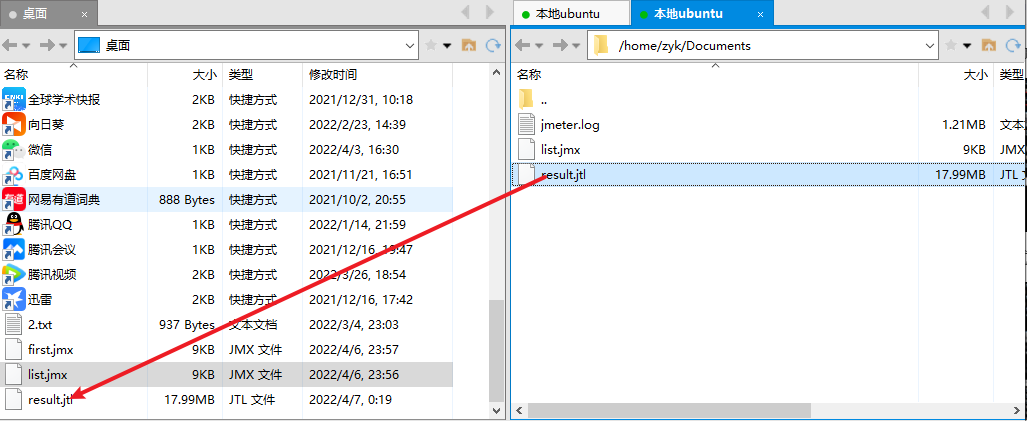 桌面 ×
本地ubuntu
本地ubuntu ×
桌面
/home/zyk/Documents
名称 大小 类型 修改时间
全球学术快报 2KB 快捷方式 2021/12/31, 10:18
向日葵 2KB 快捷方式 2022/2/23, 14:39
微信 1KB 快捷方式 2022/4/3, 16:30
百度网盘 1KB 快捷方式 2021/11/21, 16:51
网易有道词典 888 Bytes 快捷方式 2021/10/2, 20:55
腾讯QQ 1KB 快捷方式 2022/1/14, 21:59
腾讯会议 1KB 快捷方式 2021/12/16, 19:47
腾讯视频 2KB 快捷方式 2022/3/26, 18:54
迅雷 2KB 快捷方式 2021/12/16, 17:42
2.txt 937 Bytes 文本文档 2022/3/4, 23:03
first.jmx 9KB JMX 文件 2022/4/6, 23:57
list.jmx 9KB JMX 文件 2022/4/6, 23:56
result.jtl 17.99MB JTL 文件 2022/4/7, 0:19
名称 大小 类型
..
jmeter.log 1.21MB 文本
list.jmx 9KB JMX
result.jtl 17.99MB JTL